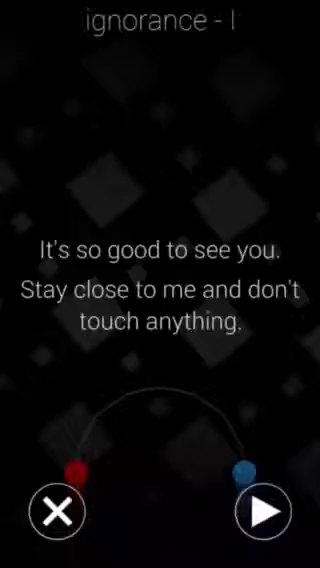 ignorance - I
It's so good to see you.
Stay close to me and don't
touch anything.